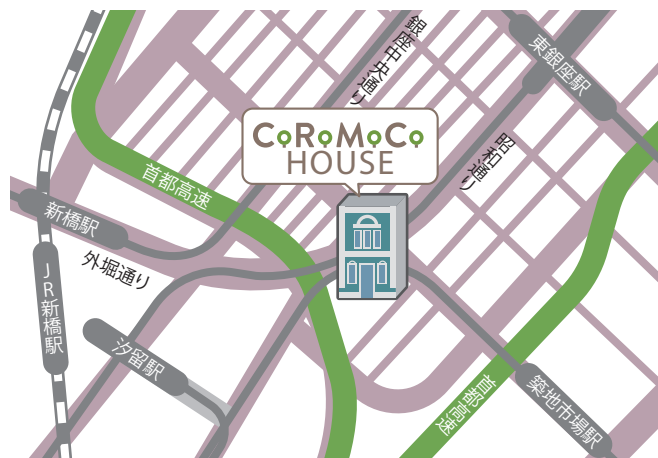 銀座中央通り
東銀座駅
CoRoMoCo
HOUSE
昭和通り
首都高速
新橋駅
外堀通り
JR新橋駅
汐留駅
首都高速
築地市場駅